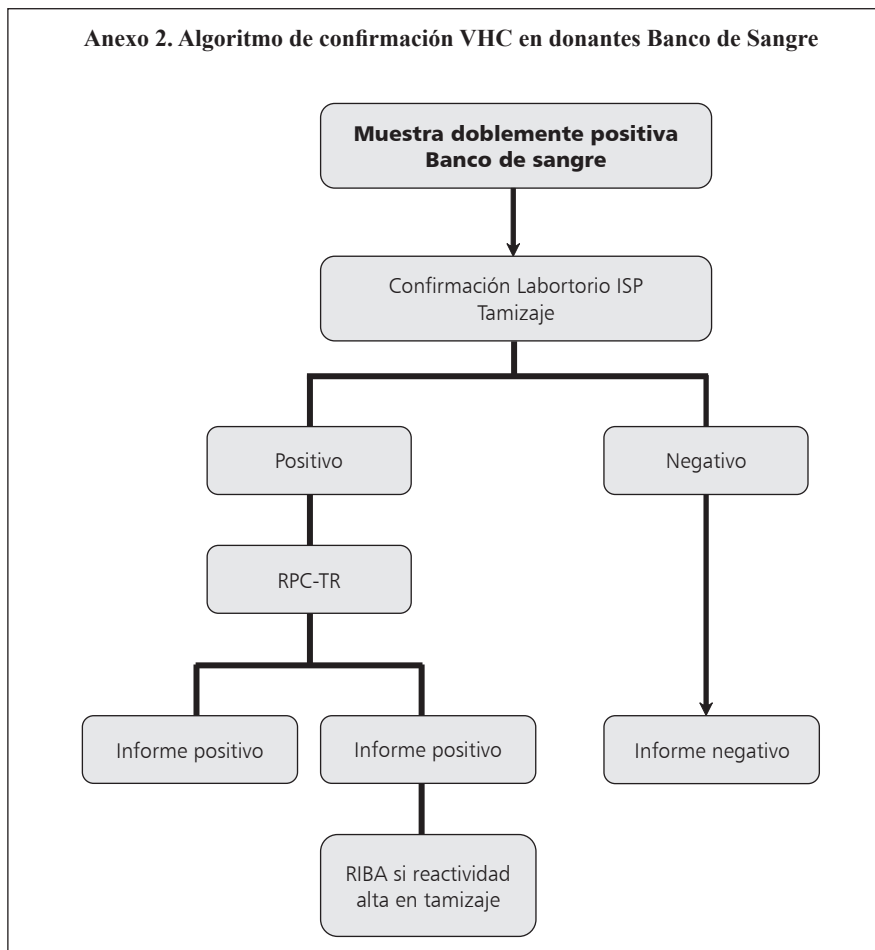 Anexo 2. Algoritmo de confirmación VHC en donantes Banco de Sangre
Muestra doblemente positiva
Banco de sangre
Confirmación Labortorio ISP
Tamizaje
Positivo
Negativo
RPC-TR
Informe positivo
Informe positivo
Informe negativo
RIBA si reactividad
alta en tamizaje